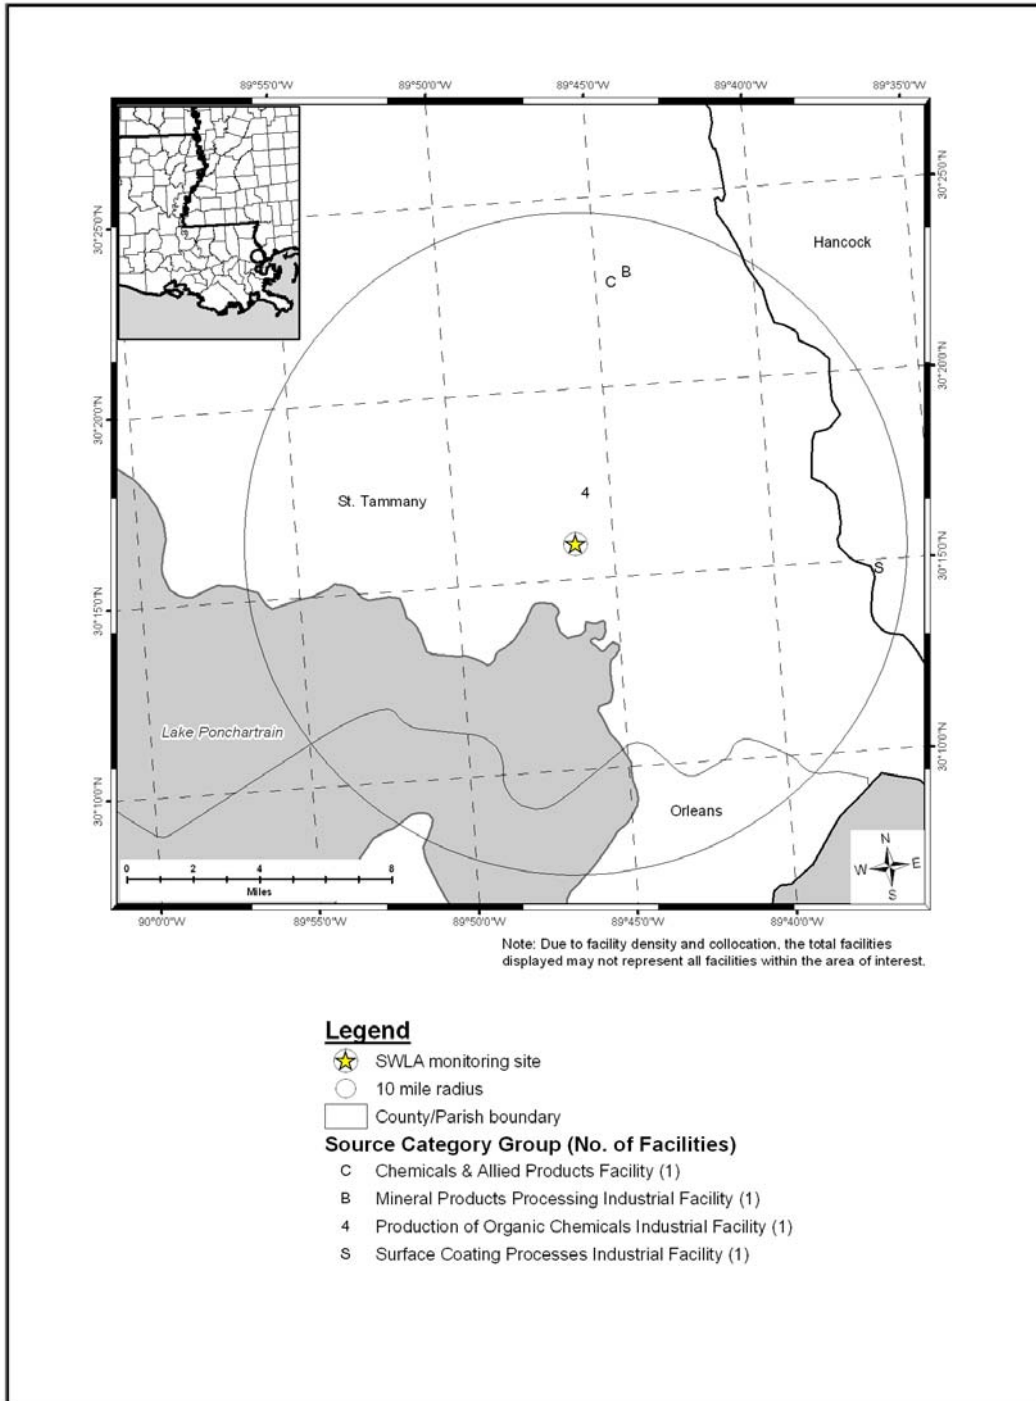 89°55'0"W 89°50'0"W 89°45'0"W 89°40'0"W 89°35'0"W
30°25'0"N
30°25'0"N
Hancock
B
C
30°20'0"N
30°20'0"N
4
St. Tammany
30°15'0"N
S
30°15'0"N
Lake Ponchartrain
30°10'0"N
30°10'0"N
Orleans
N
W E
S
0 2 4 8
Miles
90°0'0"W 89°55'0"W 89°50'0"W 89°45'0"W 89°40'0"W
Note: Due to facility density and collocation, the total facilities
displayed may not represent all facilities within the area of interest.
Legend
SWLA monitoring site
10 mile radius
County/Parish boundary
Source Category Group (No. of Facilities)
C Chemicals & Allied Products Facility (1)
B Mineral Products Processing Industrial Facility (1)
4 Production of Organic Chemicals Industrial Facility (1)
S Surface Coating Processes Industrial Facility (1)